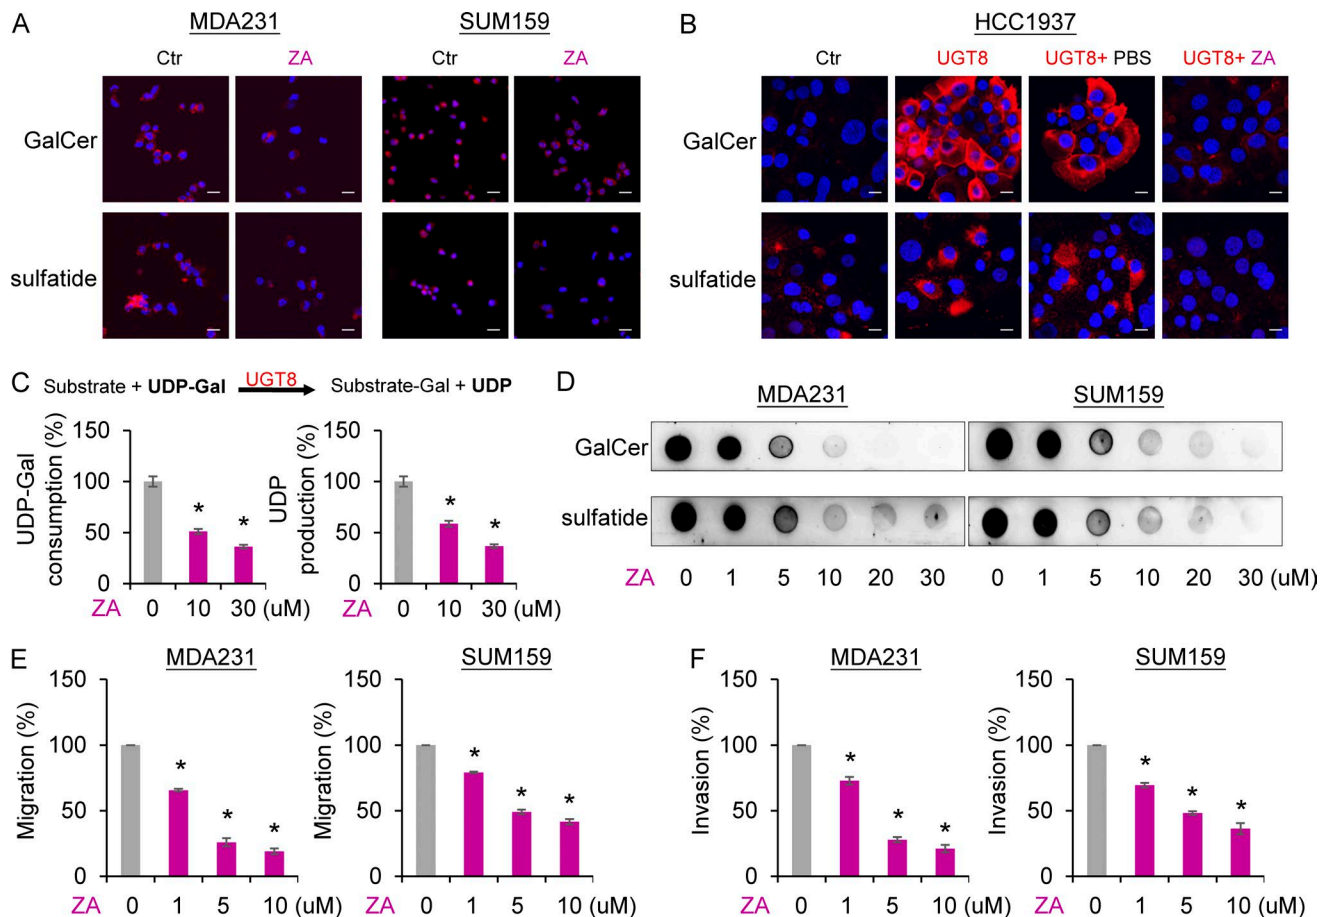 A
MDA231 SUM159
Ctr ZA Ctr ZA
GalCer
sulfatide
B
HCC1937
Ctr UGT8 UGT8+ PBS UGT8+ ZA
GalCer
sulfatide
C
Substrate + UDP-Gal UGT8 Substrate-Gal + UDP
UDP-Gal
consumption (%)
150
100
50
0
ZA 0 10 30 (uM)
UDP
production (%)
150
100
50
0
* *
* *
0 10 30 (uM)
D
MDA231 SUM159
GalCer
sulfatide
ZA 0 1 5 10 20 30 0 1 5 10 20 30 (uM)
E
MDA231
Migration (%)
150
100
50
0
* * *
ZA 0 1 5 10 (uM)
SUM159
Migration (%)
150
100
50
0
* * *
ZA 0 1 5 10 (uM)
F
MDA231
Invasion (%)
150
100
50
0
* * *
ZA 0 1 5 10 (uM)
SUM159
Invasion (%)
150
100
50
0
* * *
ZA 0 1 5 10 (uM)